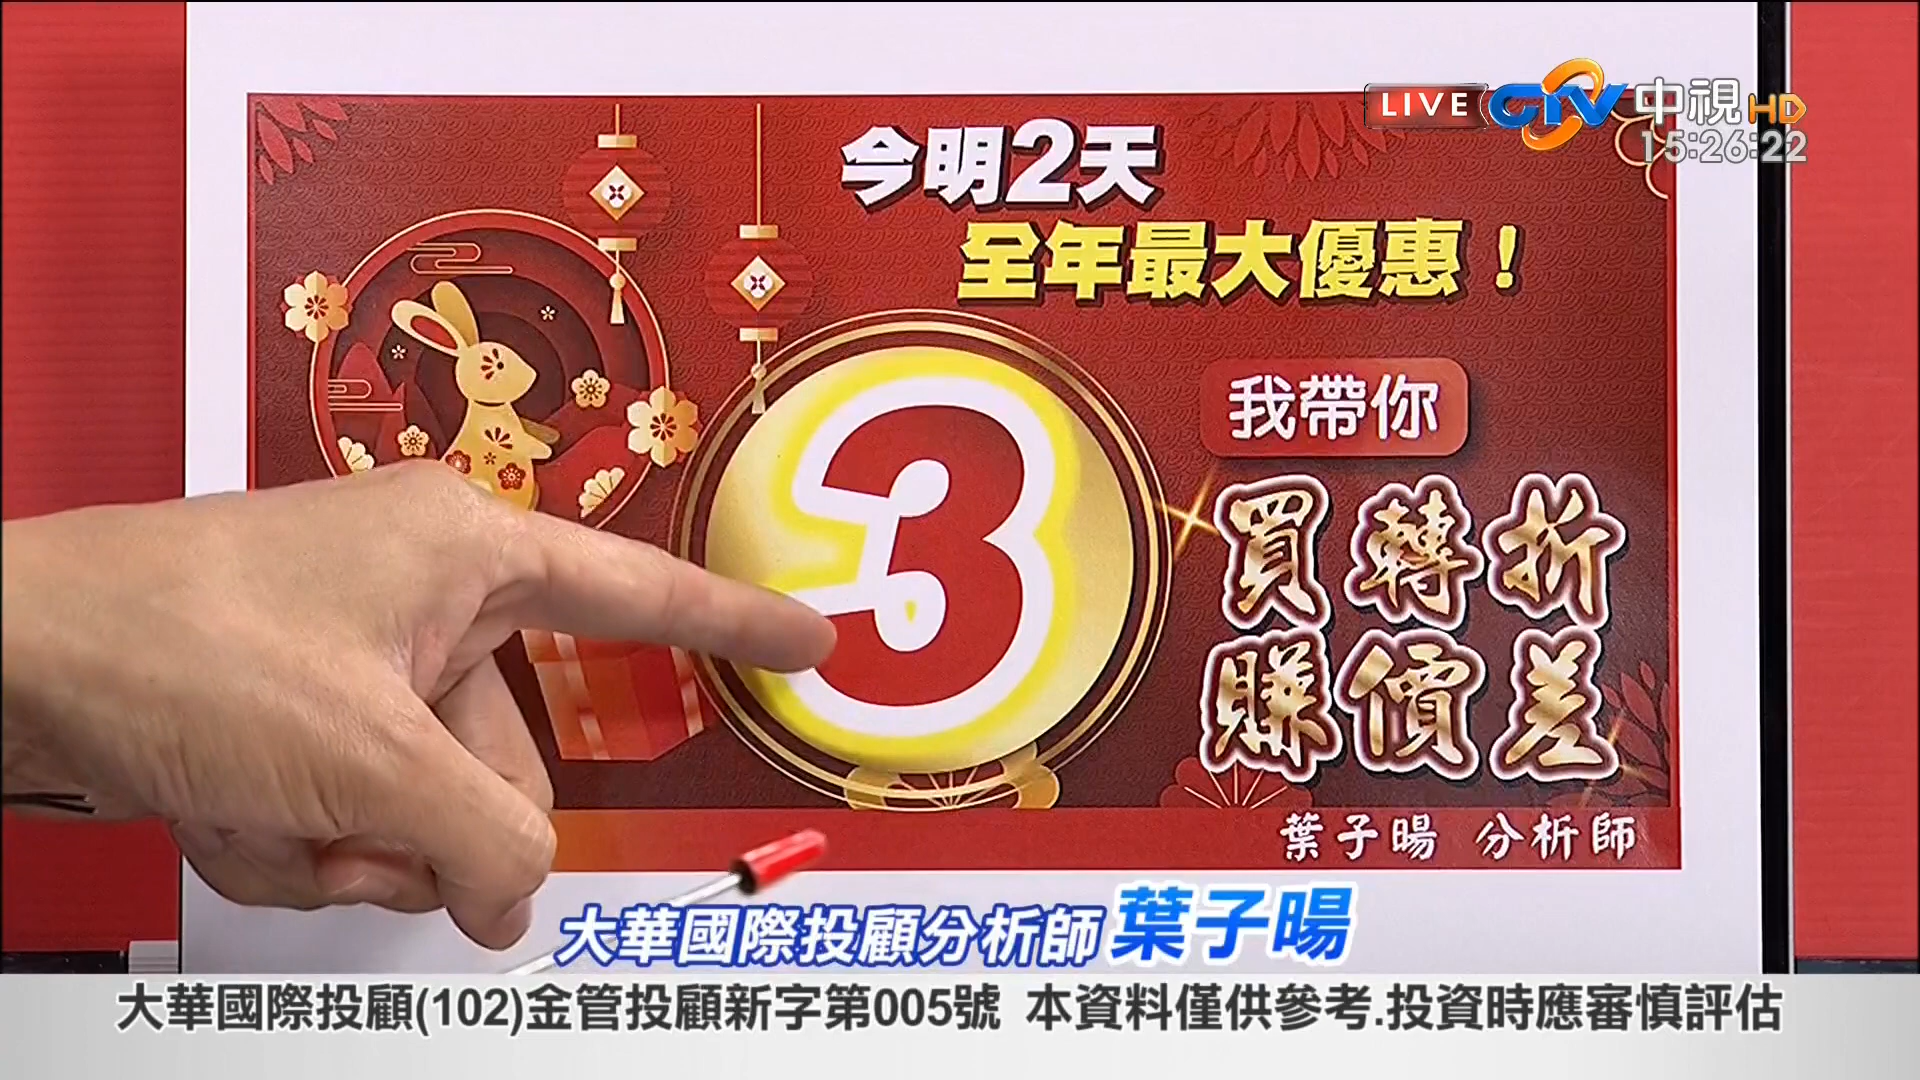 LIVE CTV 中視 HD
15:26:22
今明2天
全年最大優惠！
3
我帶你
買轉折
賺價差
葉子暘 分析師
大華國際投顧分析師 葉子暘
大華國際投顧(102)金管投顧新字第005號 本資料僅供參考.投資時應審慎評估